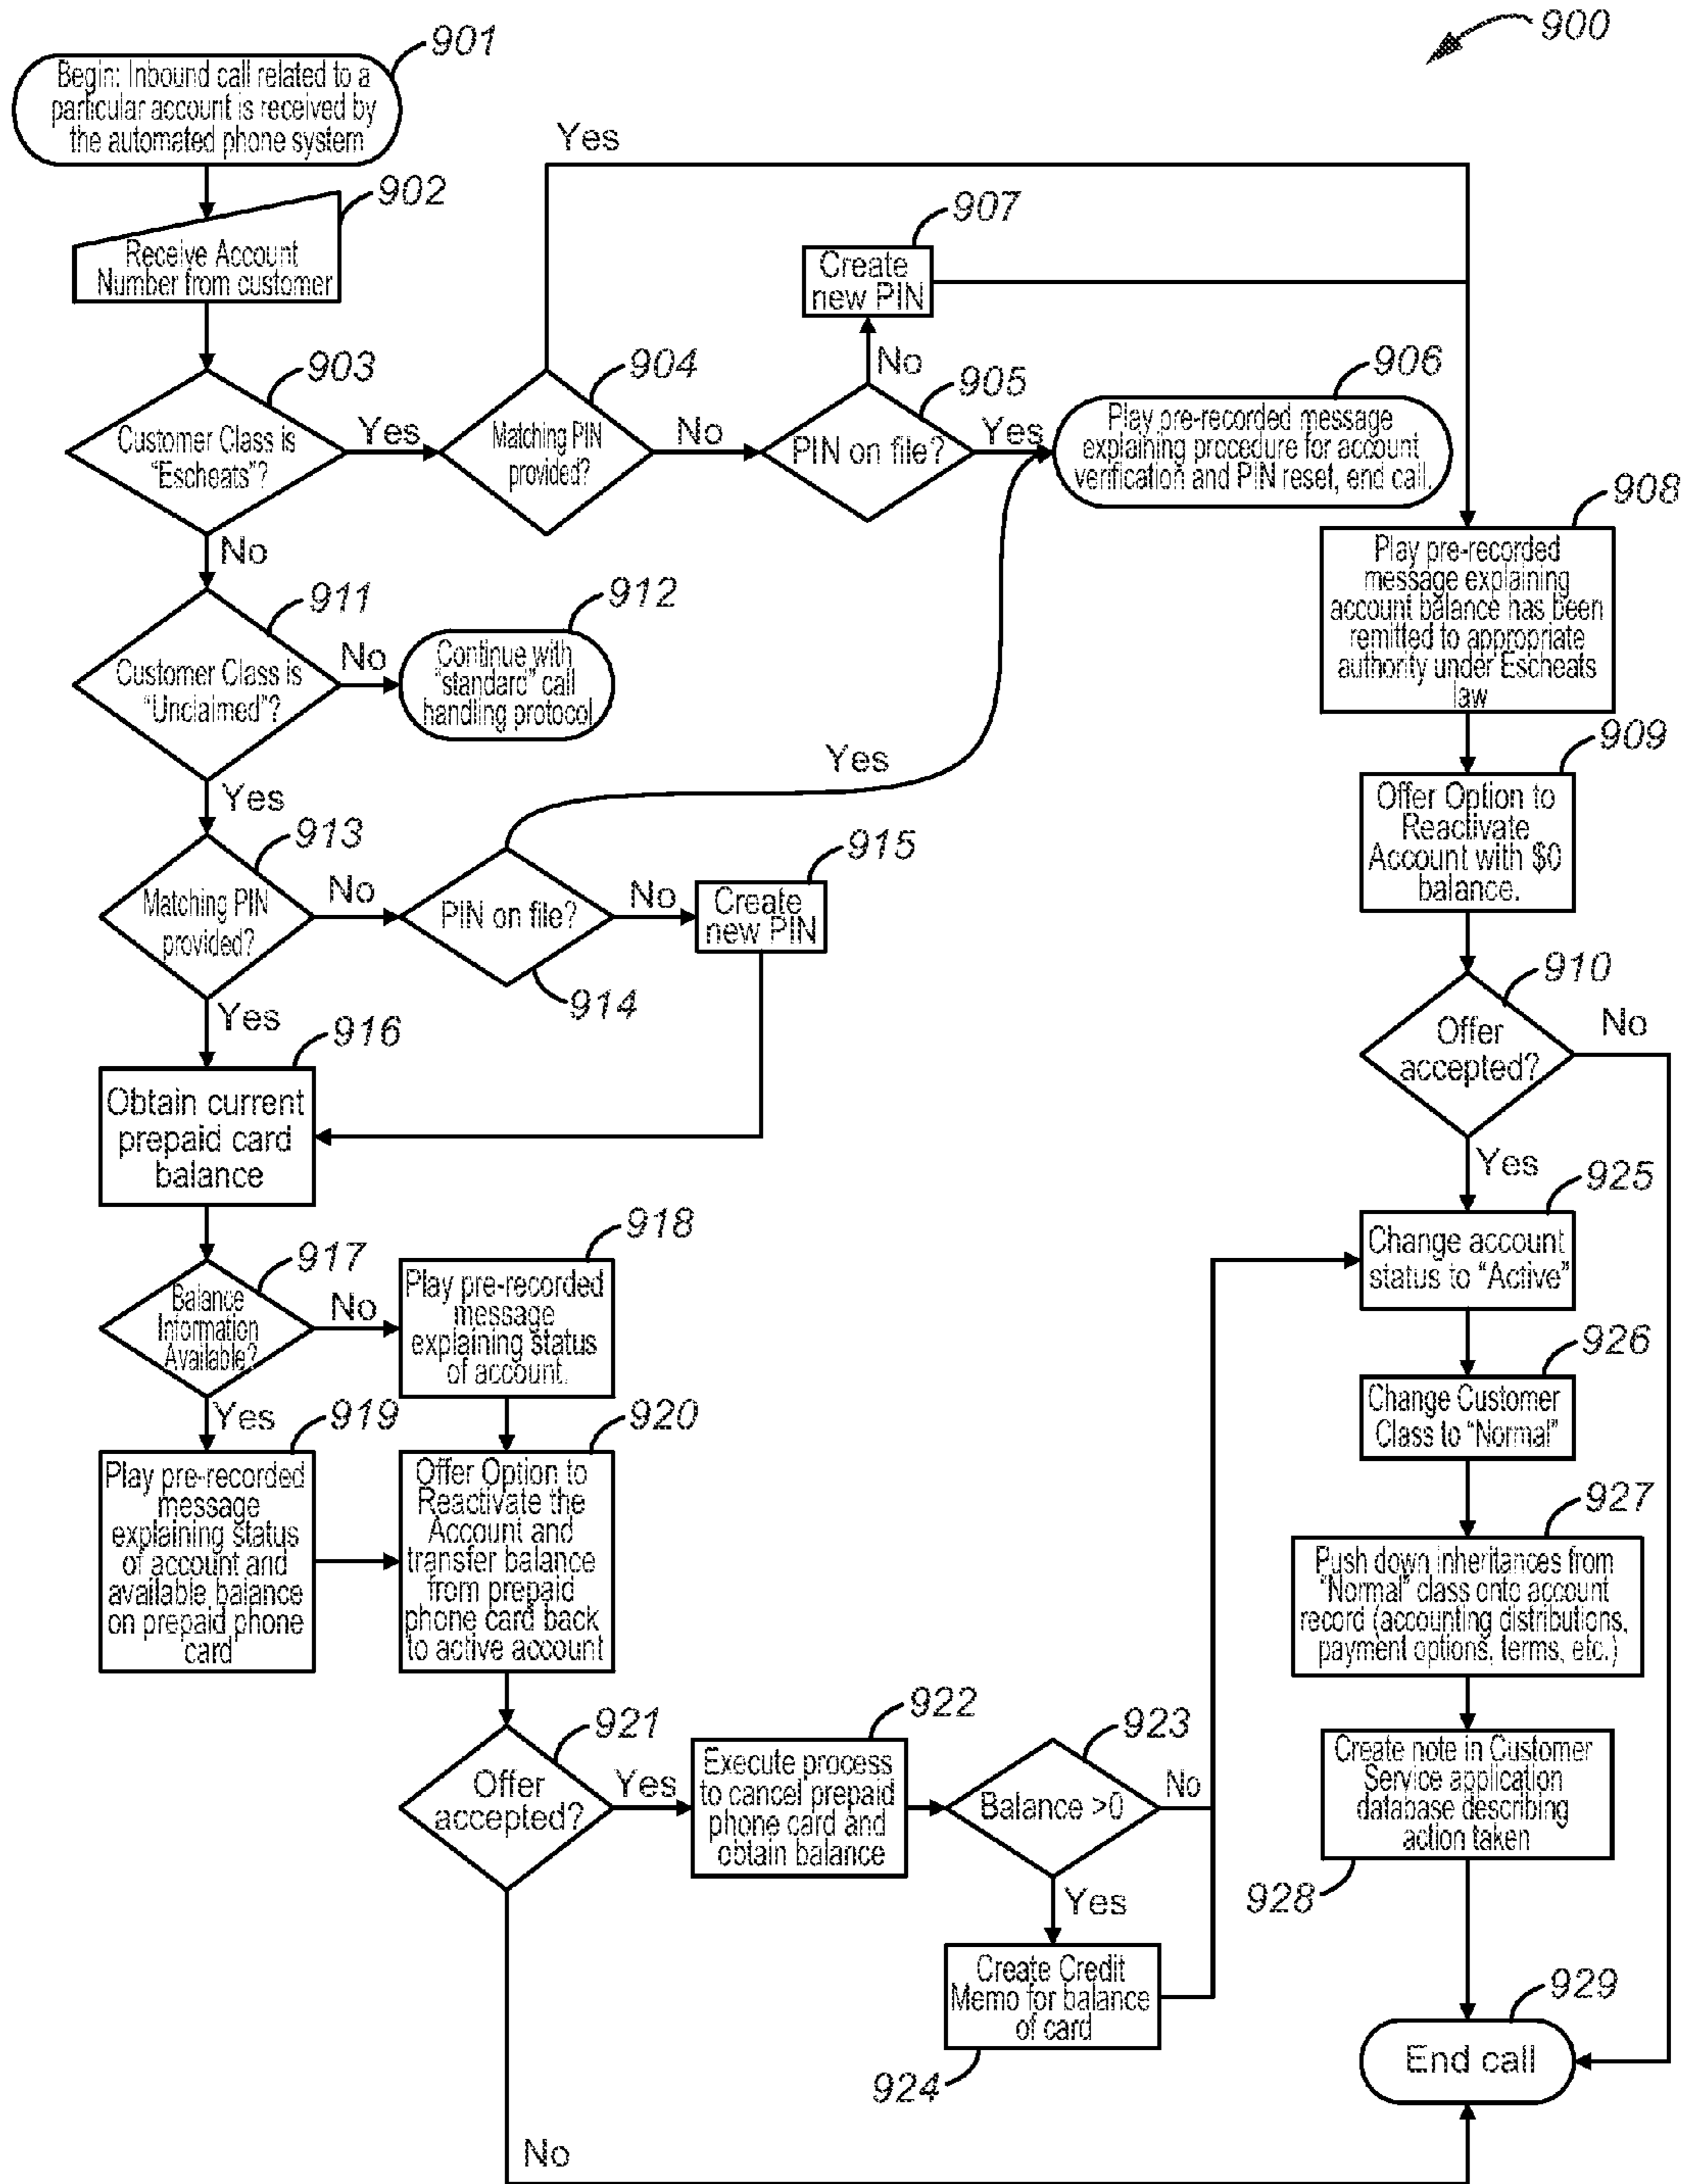 900
901
Begin: Inbound call related to a
particular account is received by
the automated phone system
902
Receive Account
Number from customer
903
Customer Class is
"Escheats"?
Yes
No
904
Matching PIN
provided?
Yes
No
905
PIN on file?
No
Yes
907
Create
new PIN
906
Play pre-recorded message
explaining procedure for account
verification and PIN reset, end call.
908
Play pre-recorded
message explaining
account balance has been
remitted to appropriate
authority under Escheats
law
909
Offer Option to
Reactivate
Account with $0
balance.
910
Offer
accepted?
No
Yes
911
Customer Class is
"Unclaimed"?
No
Yes
912
Continue with
"standard" call
handling protocol
913
Matching PIN
provided?
No
Yes
914
PIN on file?
Yes
No
915
Create
new PIN
916
Obtain current
prepaid card
balance
917
Balance
Information
Available?
No
Yes
918
Play pre-recorded
message
explaining status
of account.
919
Play pre-recorded
message
explaining status
of account and
available balance
on prepaid phone
card
920
Offer Option to
Reactivate the
Account and
transfer balance
from prepaid
phone card back
to active account
921
Offer
accepted?
Yes
No
922
Execute process
to cancel prepaid
phone card and
obtain balance
923
Balance >0
No
Yes
924
Create Credit
Memo for balance
of card
925
Change account
status to "Active"
926
Change Customer
Class to "Normal"
927
Push down inheritances from
"Normal" class onto account
record (accounting distributions,
payment options, terms, etc.)
928
Create note in Customer
Service application
database describing
action taken
929
End call